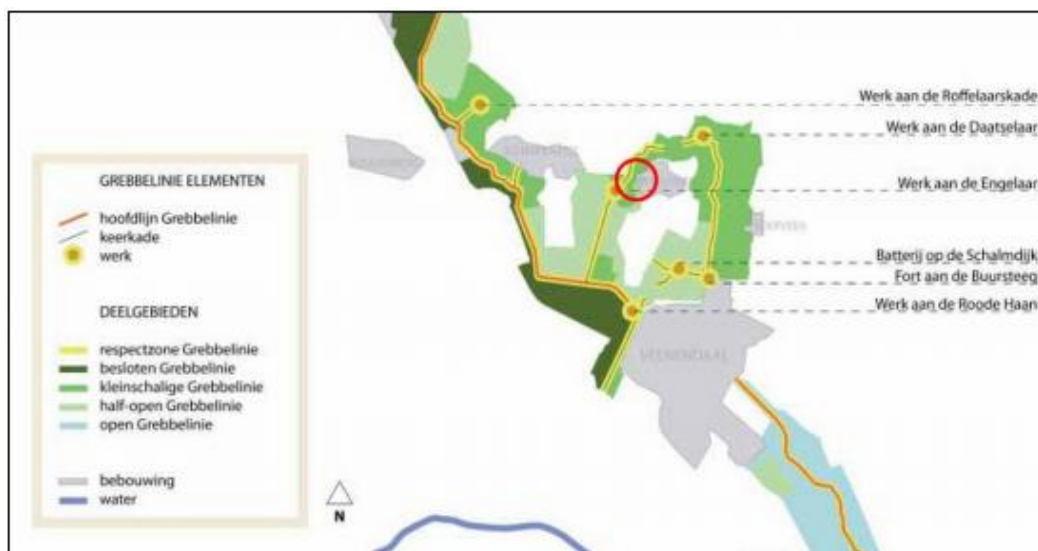 Werk aan de Roffelaarskade
Werk aan de Daatselaar
Werk aan de Engelaar
Batterij op de Schalmdijk
Fort aan de Buursteeg
Werk aan de Roode Haan
VEENENDAAL
GREBBELINIE ELEMENTEN
hoofdlijn Grebbelinie
keerkade
werk
DEELGEBIEDEN
respectzone Grebbelinie
besloten Grebbelinie
kleinschalige Grebbelinie
half-open Grebbelinie
open Grebbelinie
bebouwing
water
N